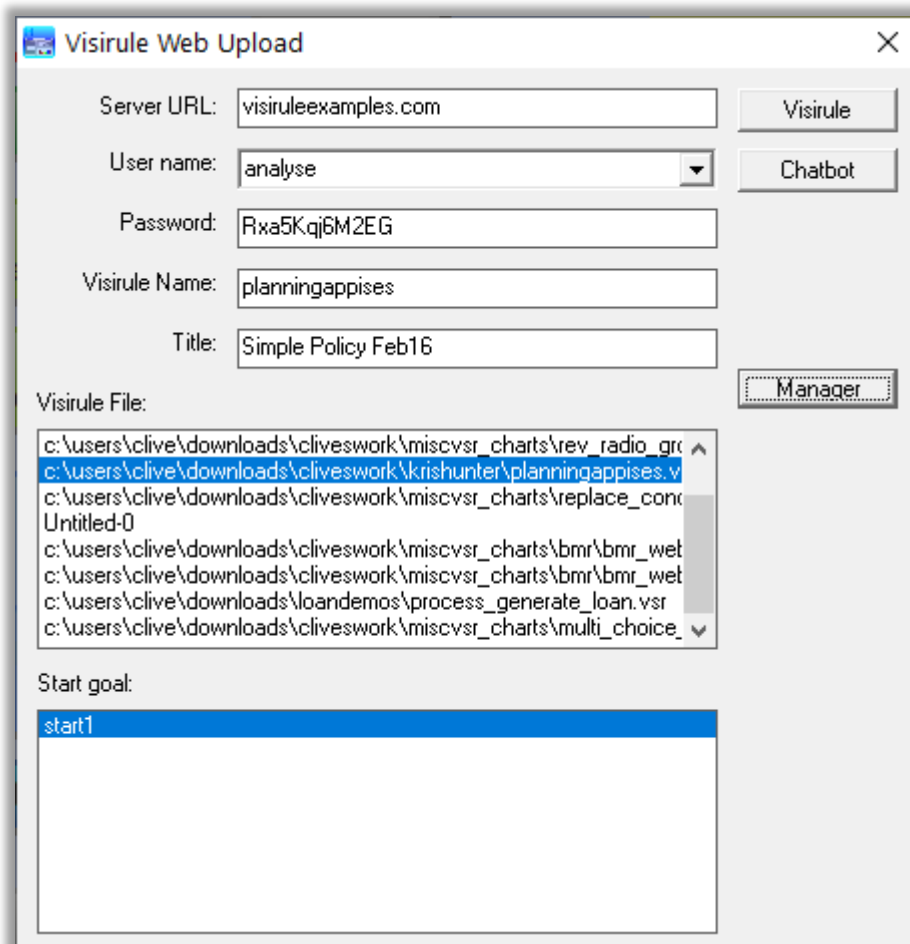 Visirule Web Upload
Server URL: visiruleexamples.com Visirule
User name: analyse Chatbot
Password: Rxa5Kqj6M2EG
Visirule Name: planningappises
Title: Simple Policy Feb16
Manager
Visirule File:
c:\users\clive\downloads\cliveswork\miscvsr_charts\rev_radio_gro
c:\users\clive\downloads\cliveswork\krishunter\planningappises.v
c:\users\clive\downloads\cliveswork\miscvsr_charts\replace_conc
Untitled-0
c:\users\clive\downloads\cliveswork\miscvsr_charts\bmr\bmr_web
c:\users\clive\downloads\cliveswork\miscvsr_charts\bmr\bmr_web
c:\users\clive\downloads\loandemos\process_generate_loan.vsr
c:\users\clive\downloads\cliveswork\miscvsr_charts\multi_choice_
Start goal:
start1